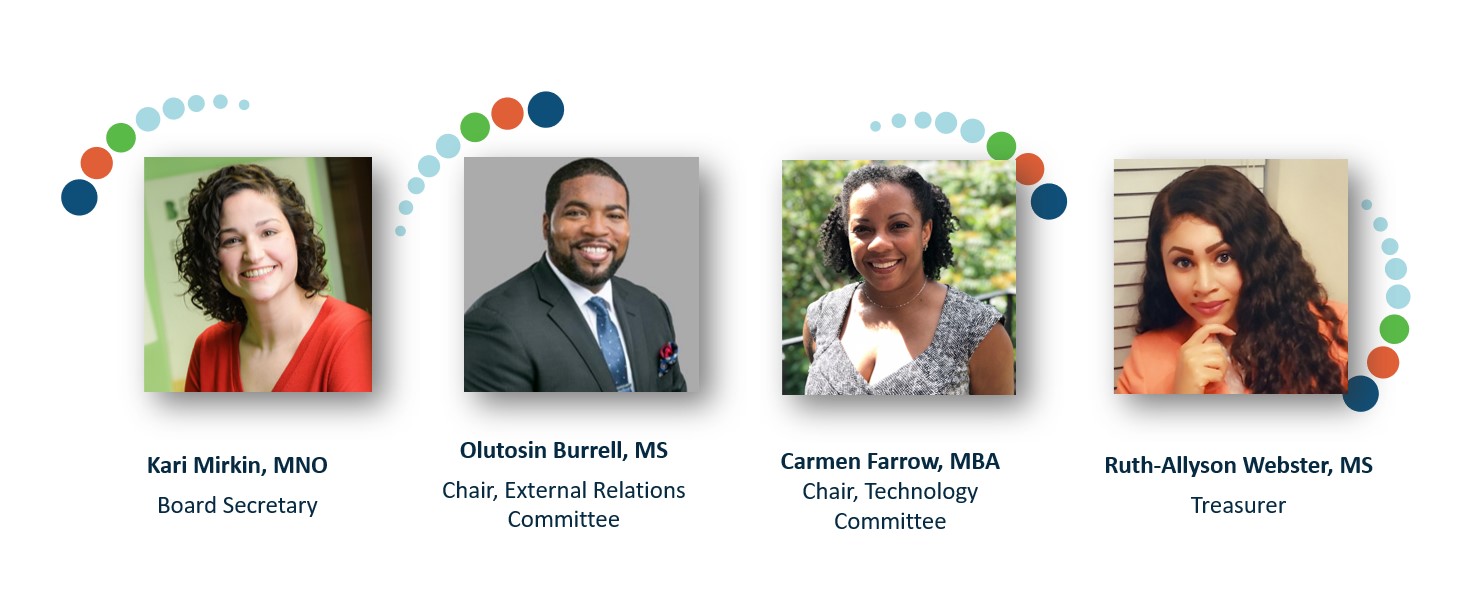 Kari Mirkin, MNO
Board Secretary
Olutosin Burrell, MS
Chair, External Relations
Committee
Carmen Farrow, MBA
Chair, Technology
Committee
Ruth-Allyson Webster, MS
Treasurer